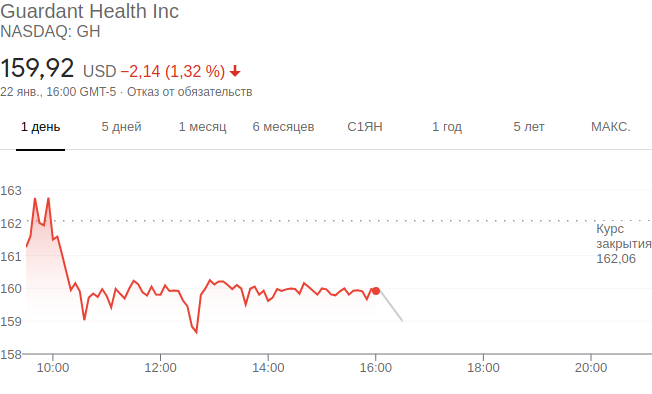 Guardant Health Inc
NASDAQ: GH
159,92 USD −2,14 (1,32 %)
22 янв., 16:00 GMT-5 · Отказ от обязательств
1 день 5 дней 1 месяц 6 месяцев С1ЯН 1 год 5 лет МАКС.
163
162
Курс
закрытия
162,06
161
160
159
158
10:00 12:00 14:00 16:00 18:00 20:00